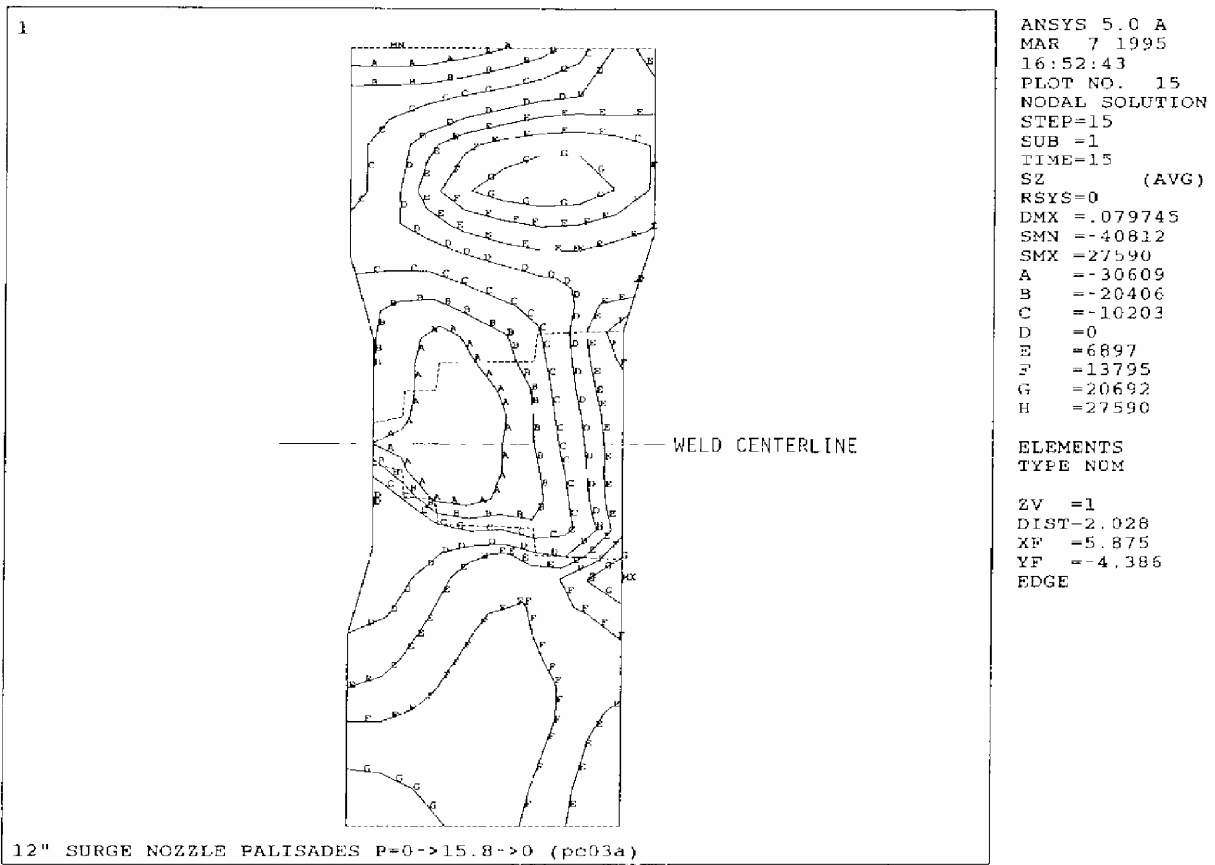 1
ANSYS 5.0 A
MAR 7 1995
16:52:43
PLOT NO. 15
NODAL SOLUTION
STEP=15
SUB =1
TIME=15
SZ (AVG)
RSYS=0
DMX =.079745
SMN =-40812
SMX =27590
A =-30609
B =-20406
C =-10203
D =0
E =6897
F =13795
G =20692
H =27590
ELEMENTS
TYPE NUM
ZV =1
DIST=2.028
XF =5.875
YF =-4.386
EDGE
MN
WELD CENTERLINE
MX
12" SURGE NOZZLE PALISADES P=0->15.8->0 (pc03a)